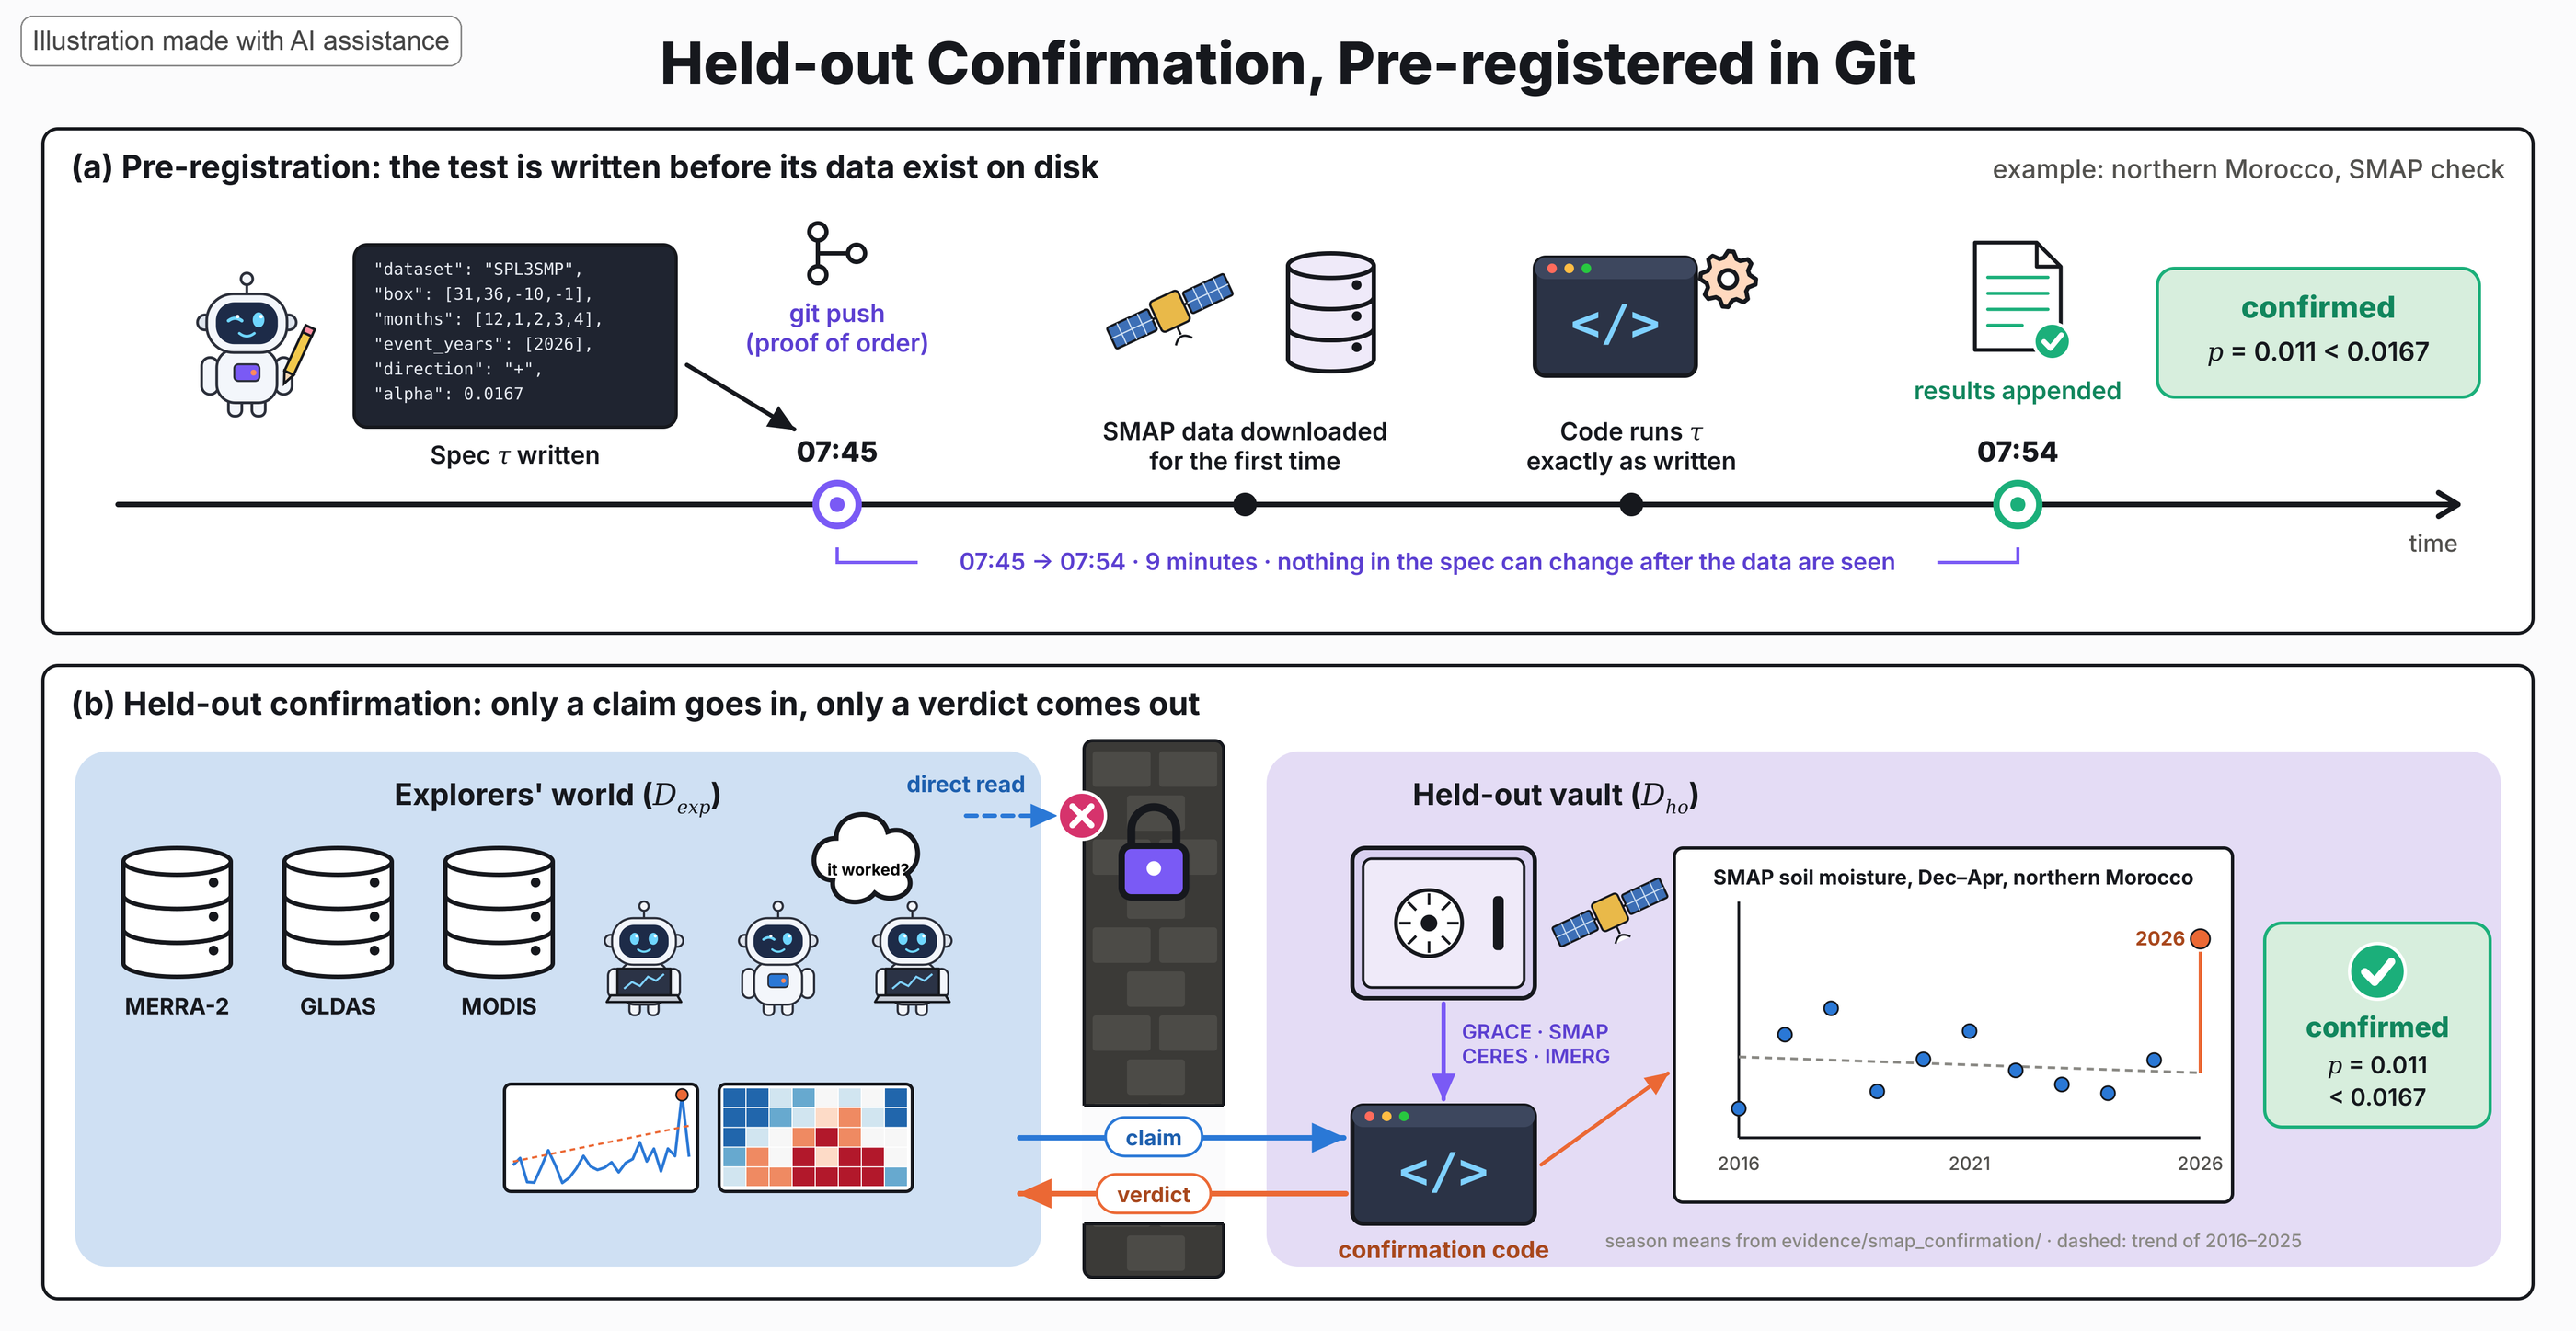 Illustration made with AI assistance
Held-out Confirmation, Pre-registered in Git
(a) Pre-registration: the test is written before its data exist on disk
example: northern Morocco, SMAP check
"dataset": "SPL3SMP",
"box": [31,36,-10,-1],
"months": [12,1,2,3,4],
"event_years": [2026],
"direction": "+",
"alpha": 0.0167
Spec τ written
git push
(proof of order)
07:45
SMAP data downloaded
for the first time
</>
Code runs τ
exactly as written
results appended
07:54
confirmed
p = 0.011 < 0.0167
time
07:45 → 07:54 · 9 minutes · nothing in the spec can change after the data are seen
(b) Held-out confirmation: only a claim goes in, only a verdict comes out
Explorers' world (D_exp)
direct read
it worked?
MERRA-2
GLDAS
MODIS
claim
verdict
Held-out vault (D_ho)
GRACE · SMAP
CERES · IMERG
</>
confirmation code
SMAP soil moisture, Dec–Apr, northern Morocco
2026
2016
2021
2026
confirmed
p = 0.011
< 0.0167
season means from evidence/smap_confirmation/ · dashed: trend of 2016–2025